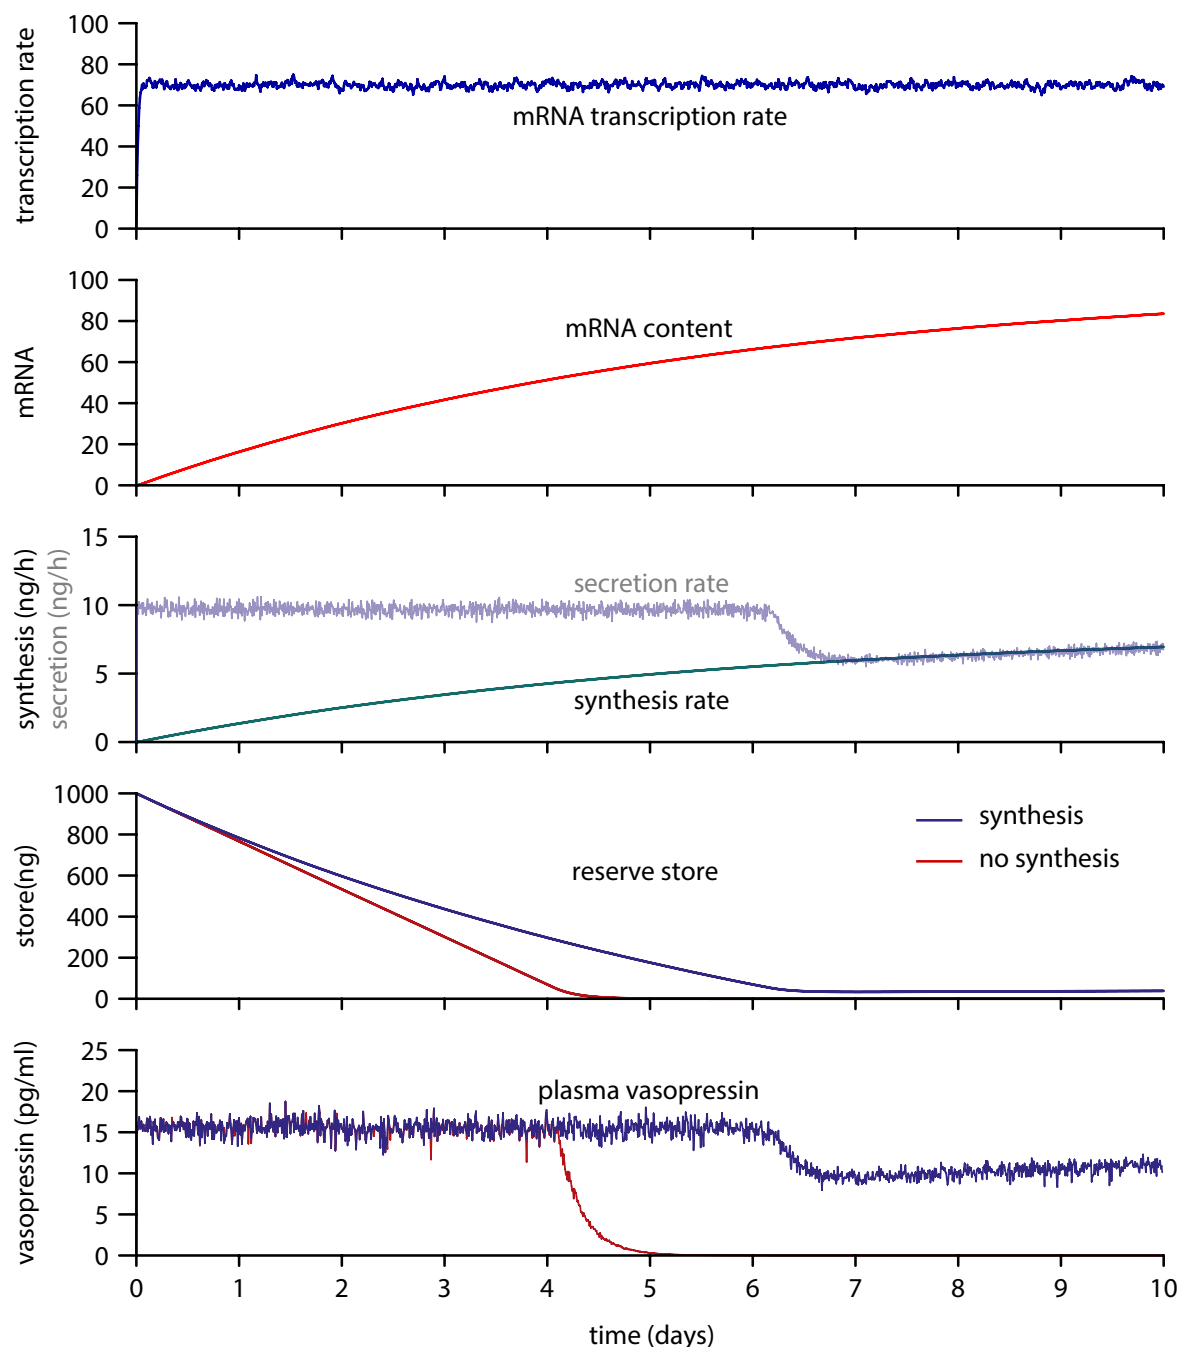 transcription rate
100
80
60
40
20
0
mRNA transcription rate
mRNA
100
80
60
40
20
0
mRNA content
synthesis (ng/h)
secretion (ng/h)
15
10
5
0
secretion rate
synthesis rate
store(ng)
1000
800
600
400
200
0
reserve store
synthesis
no synthesis
vasopressin (pg/ml)
25
20
15
10
5
0
plasma vasopressin
0 1 2 3 4 5 6 7 8 9 10
time (days)